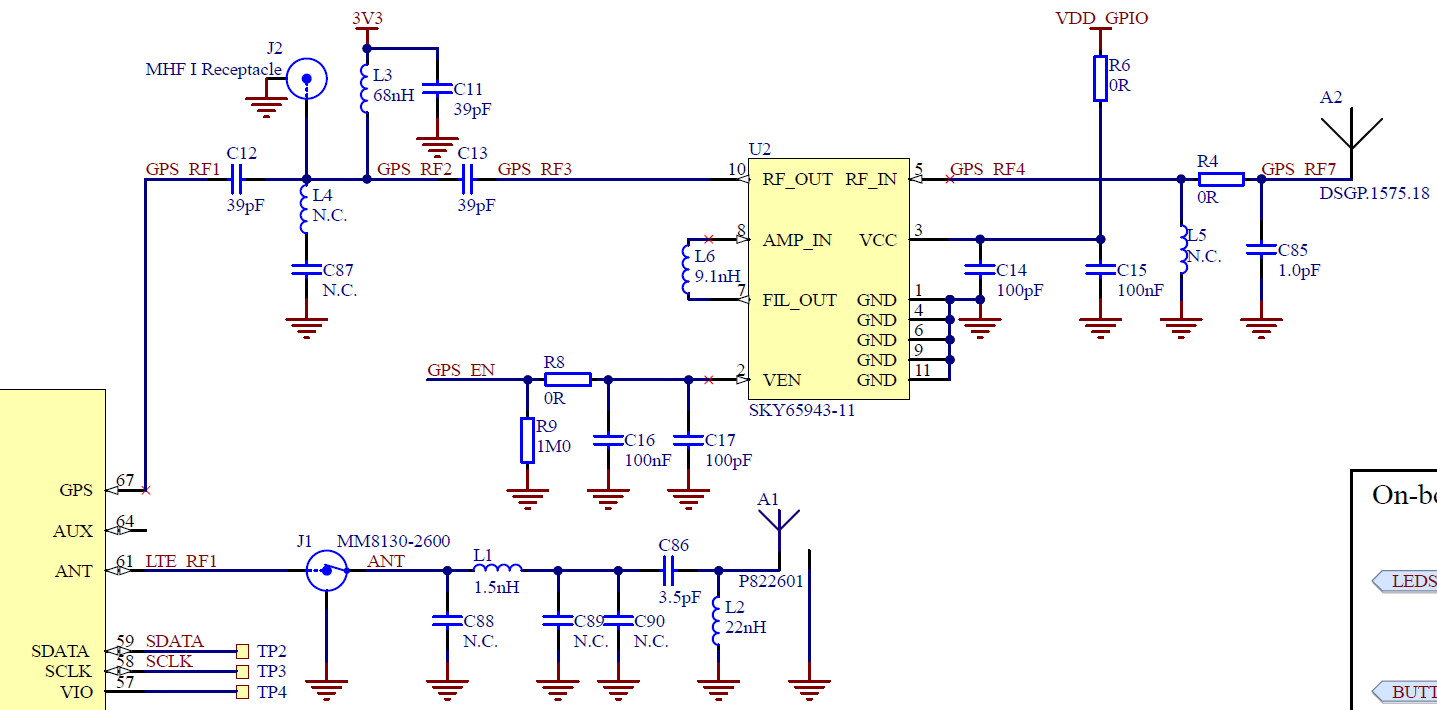 3V3
VDD_GPIO
J2
MHF I Receptacle
L3
68nH
C11
39pF
R6
0R
A2
U2
GPS_RF1
C12
39pF
GPS_RF2
C13
39pF
GPS_RF3
10
RF_OUT
RF_IN
5
GPS_RF4
R4
0R
GPS_RF7
DSGP.1575.18
L4
N.C.
8
AMP_IN
VCC
3
L6
9.1nH
L5
N.C.
C85
1.0pF
C87
N.C.
C14
100pF
C15
100nF
7
FIL_OUT
GND
1
GND
4
GND
6
GND
9
GND
11
GPS_EN
R8
0R
2
VEN
SKY65943-11
R9
1M0
C16
100nF
C17
100pF
GPS
67
AUX
64
ANT
61
LTE_RF1
J1
MM8130-2600
ANT
L1
1.5nH
C86
3.5pF
A1
P822601
C88
N.C.
C89
N.C.
C90
N.C.
L2
22nH
SDATA
59
SDATA
TP2
SCLK
58
SCLK
TP3
VIO
57
TP4
LEDS